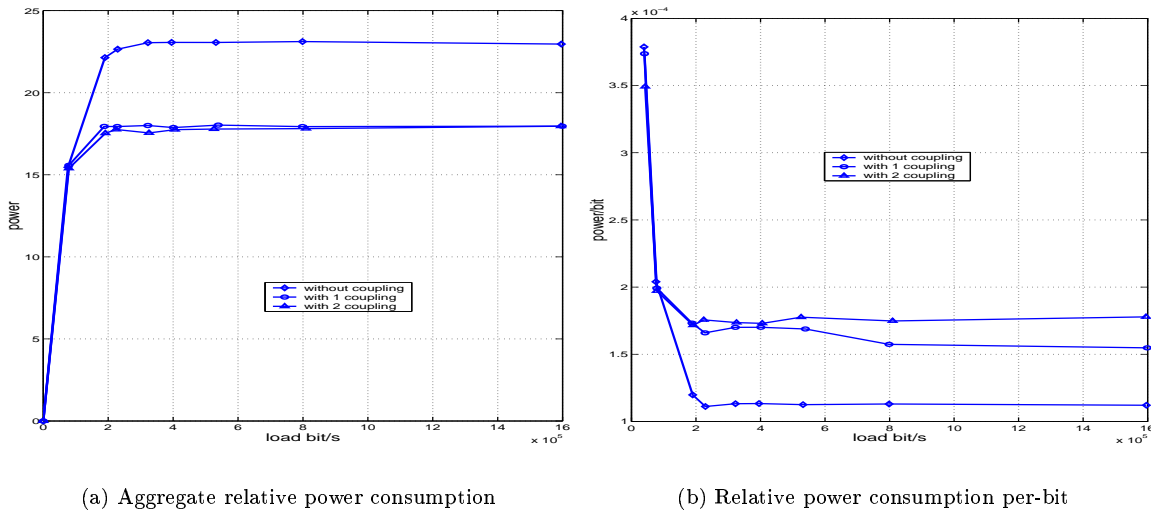 25
20
15
10
5
0
power
without coupling
with 1 coupling
with 2 coupling
0 2 4 6 8 10 12 14 16
load bit/s
x 10^5
(a) Aggregate relative power consumption
x 10^-4
4
3.5
3
2.5
2
1.5
1
power/bit
without coupling
with 1 coupling
with 2 coupling
0 2 4 6 8 10 12 14 16
load bit/s
x 10^5
(b) Relative power consumption per-bit